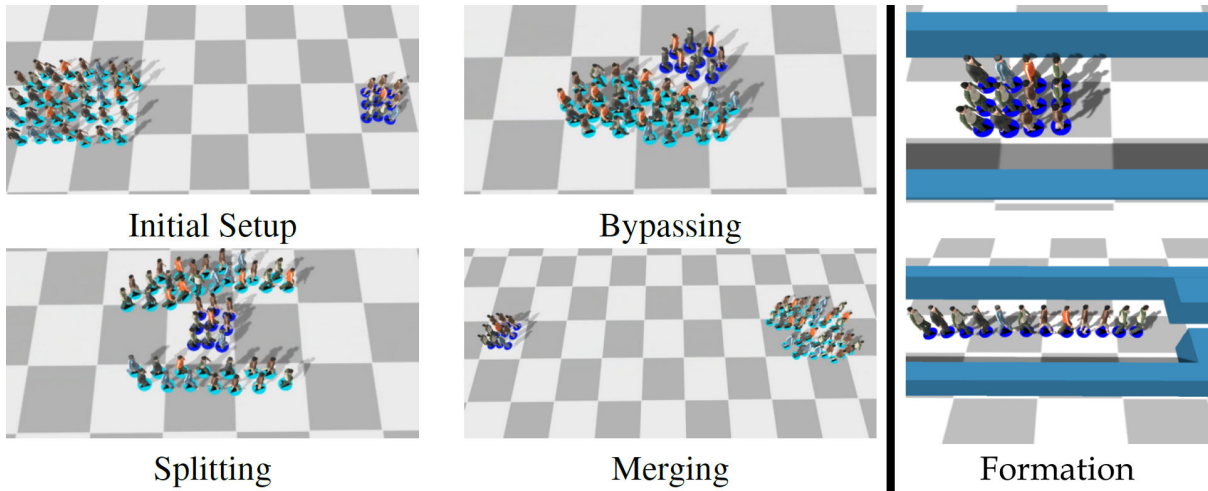 Initial Setup
Bypassing
Splitting
Merging
Formation